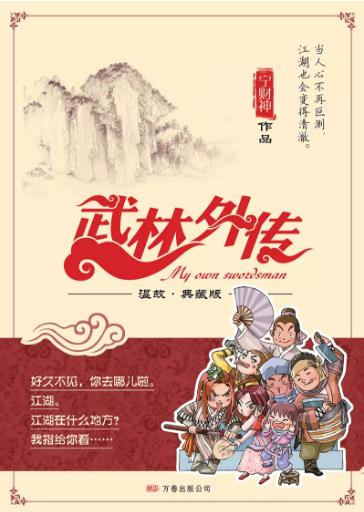 当人心不再叵测，
江湖也会变得清澈。
宁财神
作品
武林外传
My own swordsman
温故·典藏版
好久不见，你去哪儿啦。
江湖。
江湖在什么地方？
我指给你看……
万卷出版公司